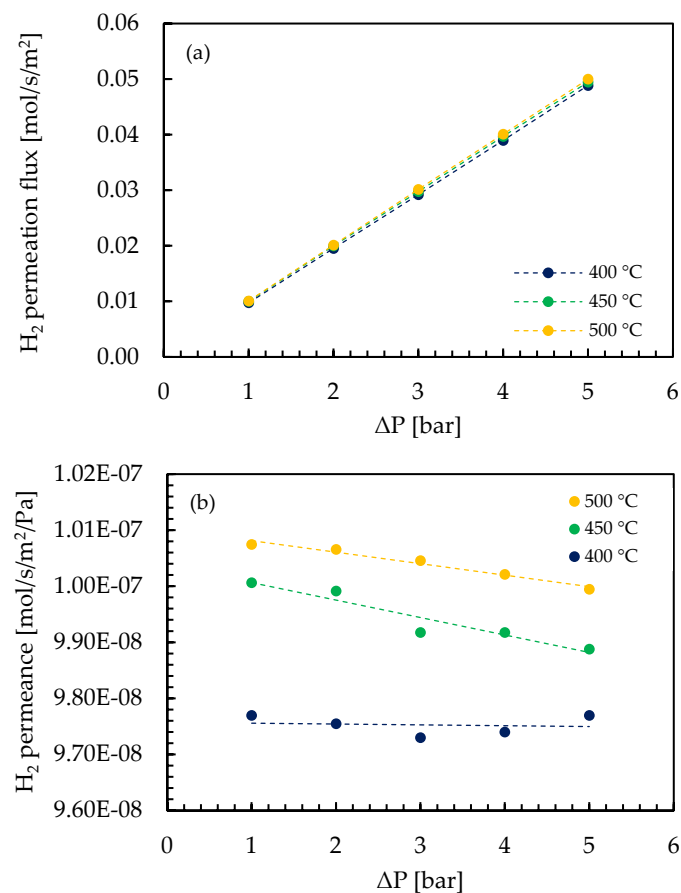 0.06
(a)
0.05
0.04
0.03
0.02
0.01
0.00
H₂ permeation flux [mol/s/m²]
400 °C
450 °C
500 °C
0 1 2 3 4 5 6
ΔP [bar]
1.02E-07
(b)
1.01E-07
1.00E-07
9.90E-08
9.80E-08
9.70E-08
9.60E-08
H₂ permeance [mol/s/m²/Pa]
500 °C
450 °C
400 °C
0 1 2 3 4 5 6
ΔP [bar]